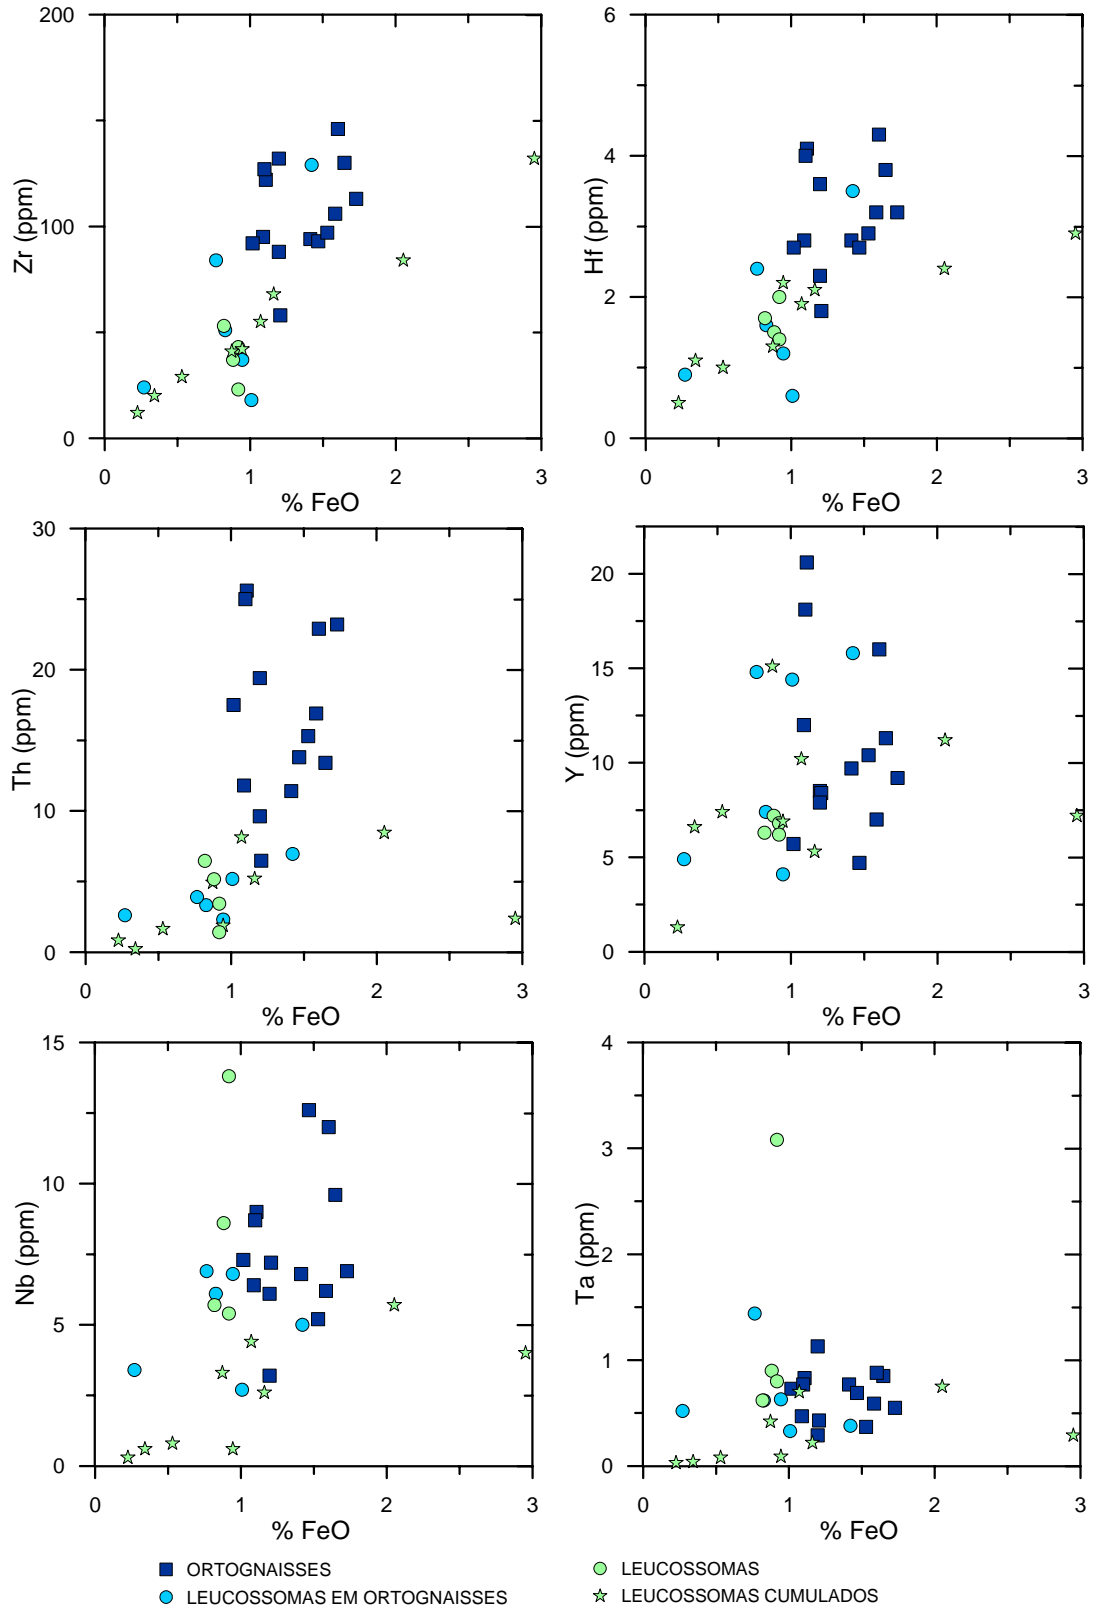 200
100
0
Zr (ppm)
0 1 2 3
% FeO
6
4
2
0
Hf (ppm)
0 1 2 3
% FeO
30
20
10
0
Th (ppm)
0 1 2 3
% FeO
20
15
10
5
0
Y (ppm)
0 1 2 3
% FeO
15
10
5
0
Nb (ppm)
0 1 2 3
% FeO
4
3
2
1
0
Ta (ppm)
0 1 2 3
% FeO
ORTOGNAISSES
LEUCOSSOMAS EM ORTOGNAISSES
LEUCOSSOMAS
LEUCOSSOMAS CUMULADOS